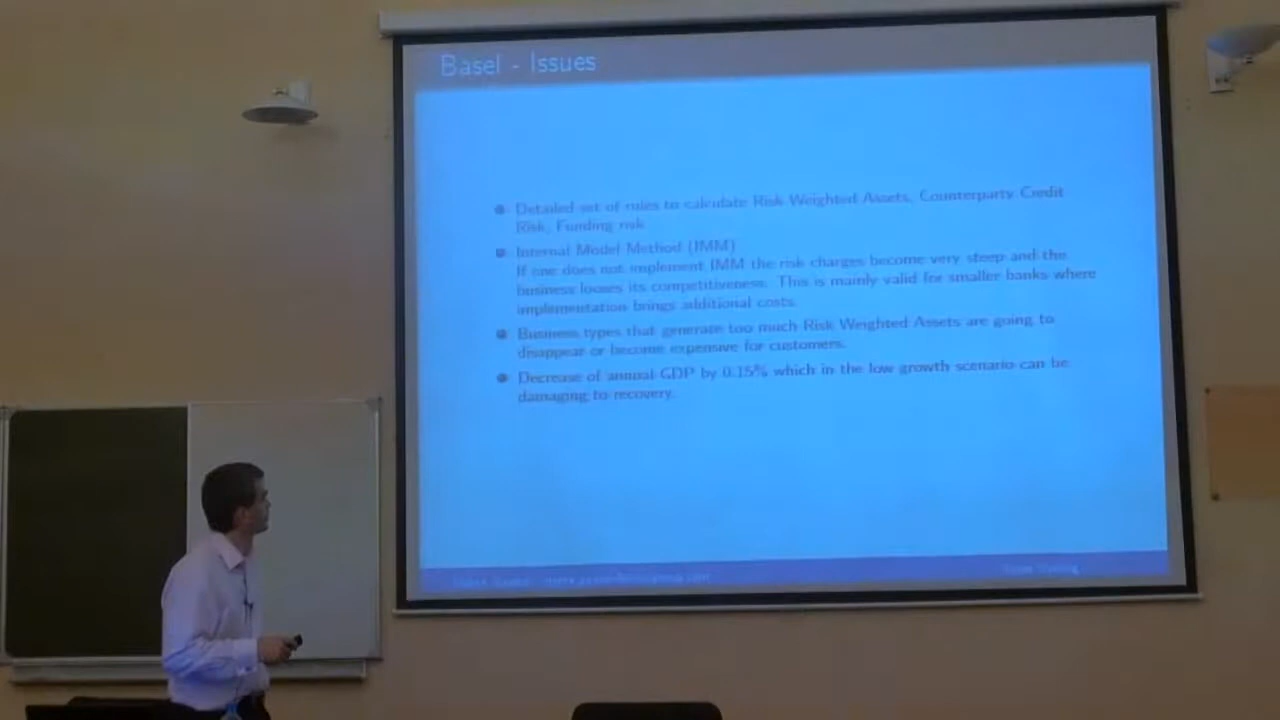 Basel - Issues
Detailed set of rules to calculate Risk Weighted Assets, Counterparty Credit
Risk, Funding risk
Internal Model Method (IMM)
If one does not implement IMM the risk charges become very steep and the
business looses its competitiveness. This is mainly valid for smaller banks where
implementation brings additional costs
Business types that generate too much Risk Weighted Assets are going to
disappear or become expensive for customers.
Decrease of annual GDP by 0.15% which in the low growth scenario can be
damaging to recovery.